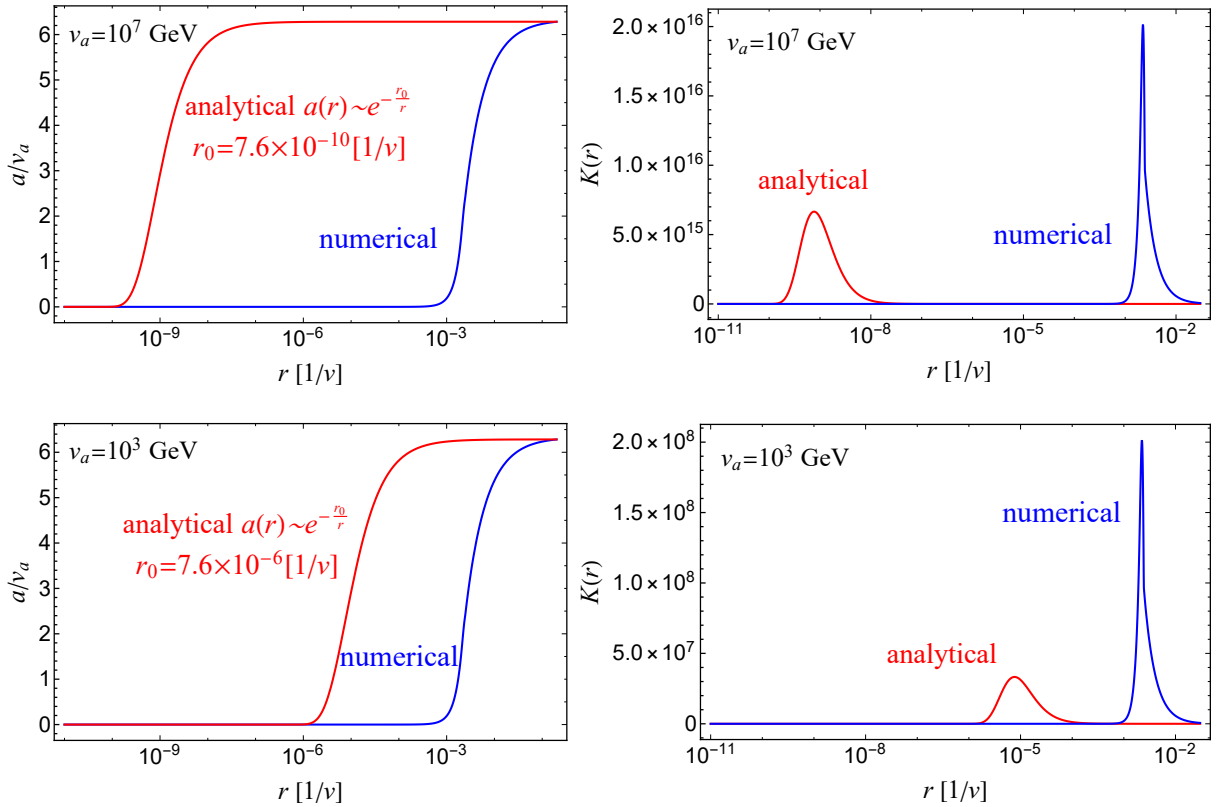 v_a=10^7 GeV
analytical a(r)~e^{-r_0/r}
r_0=7.6×10^{-10}[1/v]
numerical
a/v_a
6
5
4
3
2
1
0
10^{-9}
10^{-6}
10^{-3}
r [1/v]
v_a=10^7 GeV
analytical
numerical
K(r)
2.0×10^{16}
1.5×10^{16}
1.0×10^{16}
5.0×10^{15}
0
10^{-11}
10^{-8}
10^{-5}
10^{-2}
r [1/v]
v_a=10^3 GeV
analytical a(r)~e^{-r_0/r}
r_0=7.6×10^{-6}[1/v]
numerical
a/v_a
6
5
4
3
2
1
0
10^{-9}
10^{-6}
10^{-3}
r [1/v]
v_a=10^3 GeV
numerical
analytical
K(r)
2.0×10^8
1.5×10^8
1.0×10^8
5.0×10^7
0
10^{-11}
10^{-8}
10^{-5}
10^{-2}
r [1/v]